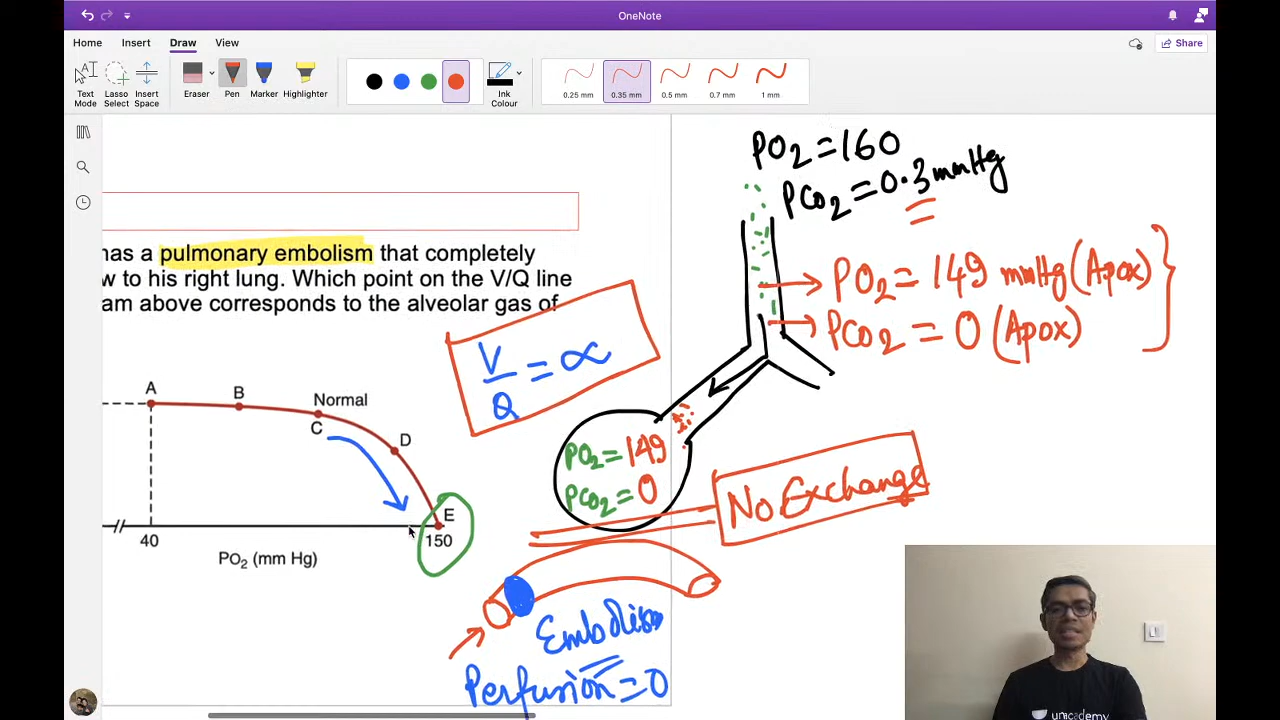 OneNote
Home Insert Draw View
Share
Text Mode
Lasso Select
Insert Space
Eraser
Pen
Marker
Highlighter
Ink Colour
0.25 mm
0.35 mm
0.5 mm
0.7 mm
1 mm
has a pulmonary embolism that completely
w to his right lung. Which point on the V/Q line
am above corresponds to the alveolar gas of
V/Q = ∝
A
B
Normal
C
D
E
40
150
PO2 (mm Hg)
PO2 = 160
PCO2 = 0.3 mmHg
PO2 = 149 mmHg (Apox)
PCO2 = 0 (Apox)
PO2 = 149
PCO2 = 0
No Exchange
Embolism
Perfusion = 0
unacademy